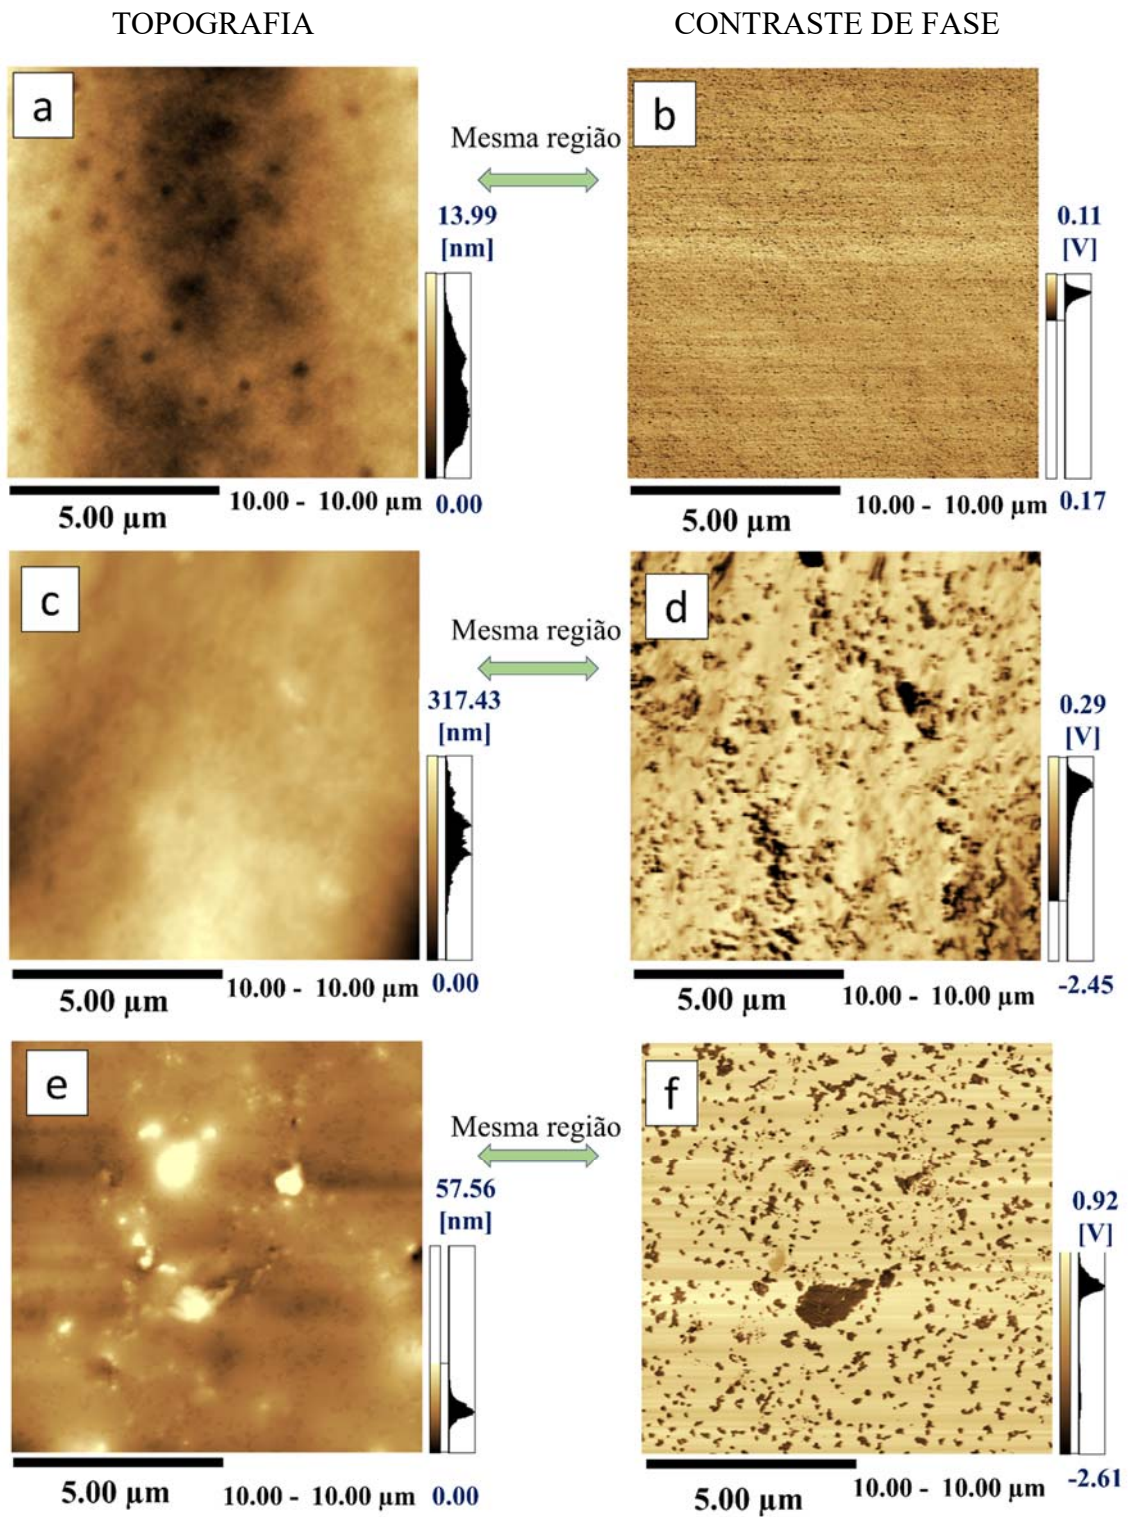 TOPOGRAFIA
CONTRASTE DE FASE
a
Mesma região
b
13.99
[nm]
0.11
[V]
5.00 µm
10.00 - 10.00 µm
0.00
5.00 µm
10.00 - 10.00 µm
0.17
c
Mesma região
d
317.43
[nm]
0.29
[V]
5.00 µm
10.00 - 10.00 µm
0.00
5.00 µm
10.00 - 10.00 µm
-2.45
e
Mesma região
f
57.56
[nm]
0.92
[V]
5.00 µm
10.00 - 10.00 µm
0.00
5.00 µm
10.00 - 10.00 µm
-2.61